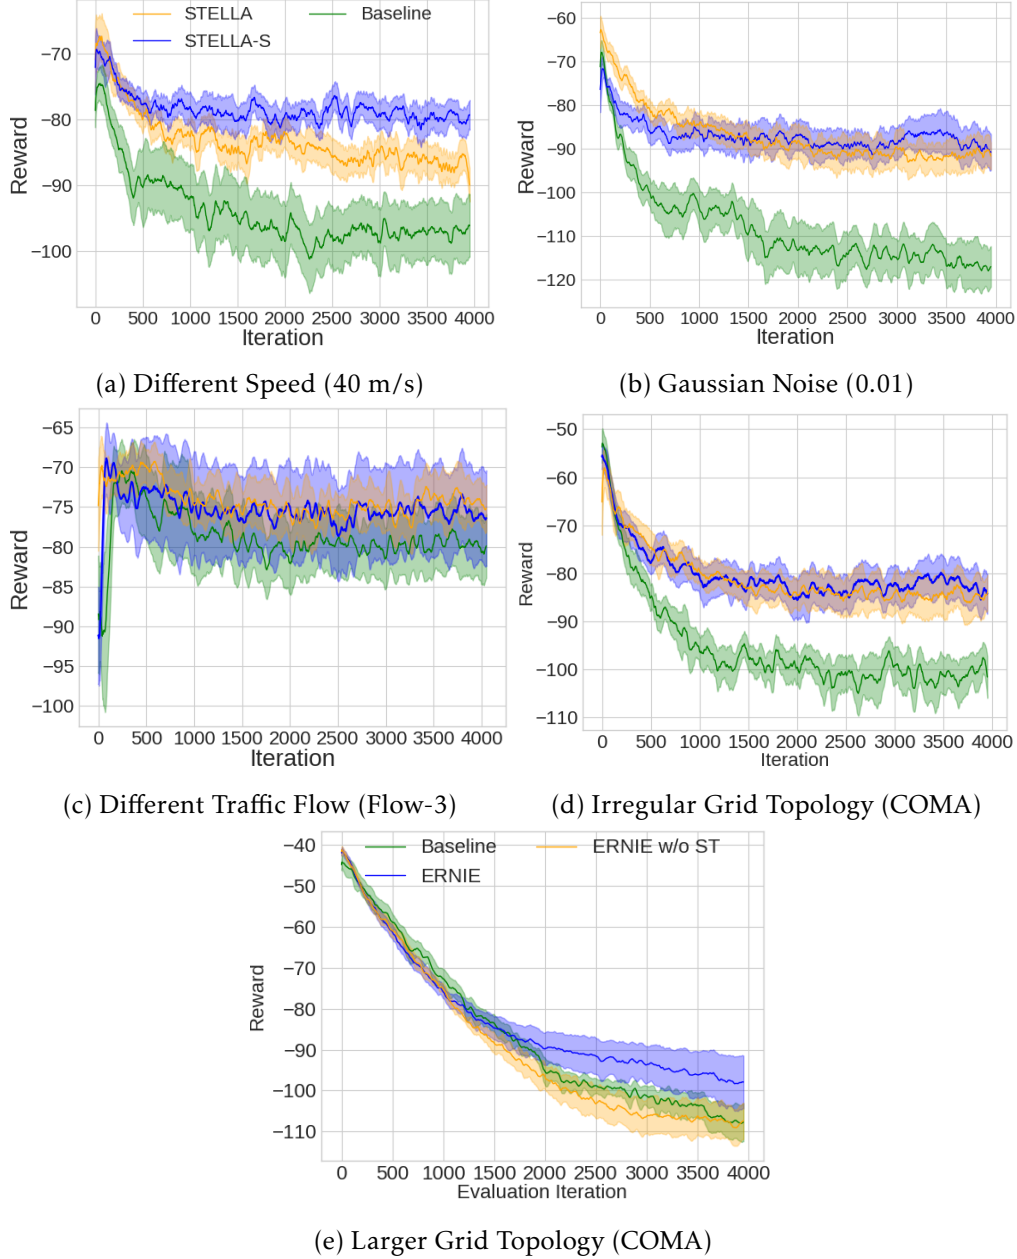 STELLA
Baseline
STELLA-S
−70
−80
−90
−100
Reward
0 500 1000 1500 2000 2500 3000 3500 4000
Iteration
(a) Different Speed (40 m/s)
−60
−70
−80
−90
−100
−110
−120
Reward
0 500 1000 1500 2000 2500 3000 3500 4000
Iteration
(b) Gaussian Noise (0.01)
−65
−70
−75
−80
−85
−90
−95
−100
Reward
0 500 1000 1500 2000 2500 3000 3500 4000
Iteration
(c) Different Traffic Flow (Flow-3)
−50
−60
−70
−80
−90
−100
−110
Reward
0 500 1000 1500 2000 2500 3000 3500 4000
Iteration
(d) Irregular Grid Topology (COMA)
Baseline
ERNIE w/o ST
ERNIE
−40
−50
−60
−70
−80
−90
−100
−110
Reward
0 500 1000 1500 2000 2500 3000 3500 4000
Evaluation Iteration
(e) Larger Grid Topology (COMA)